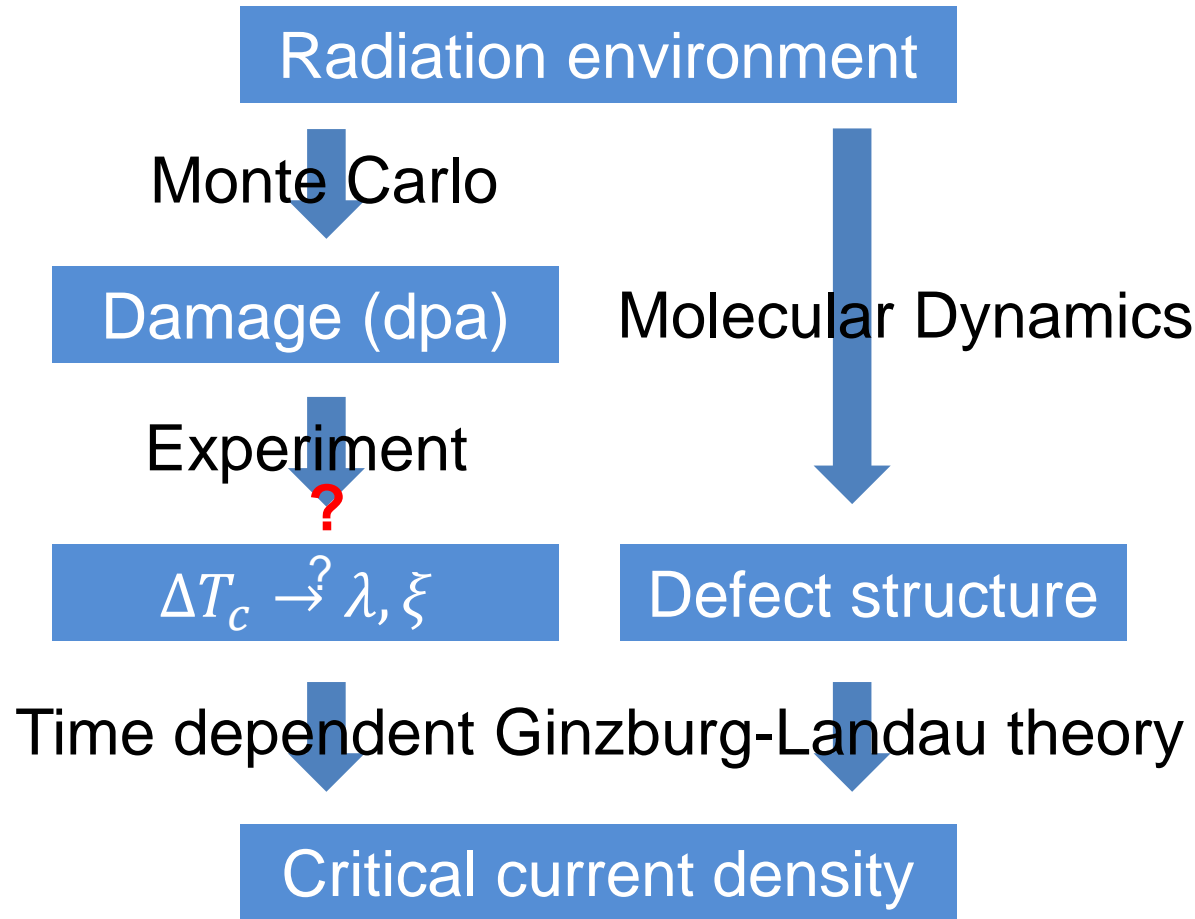 Radiation environment
Monte Carlo
Damage (dpa)
Molecular Dynamics
Experiment
?
?
ΔT_c → λ, ξ
Defect structure
Time dependent Ginzburg-Landau theory
Critical current density